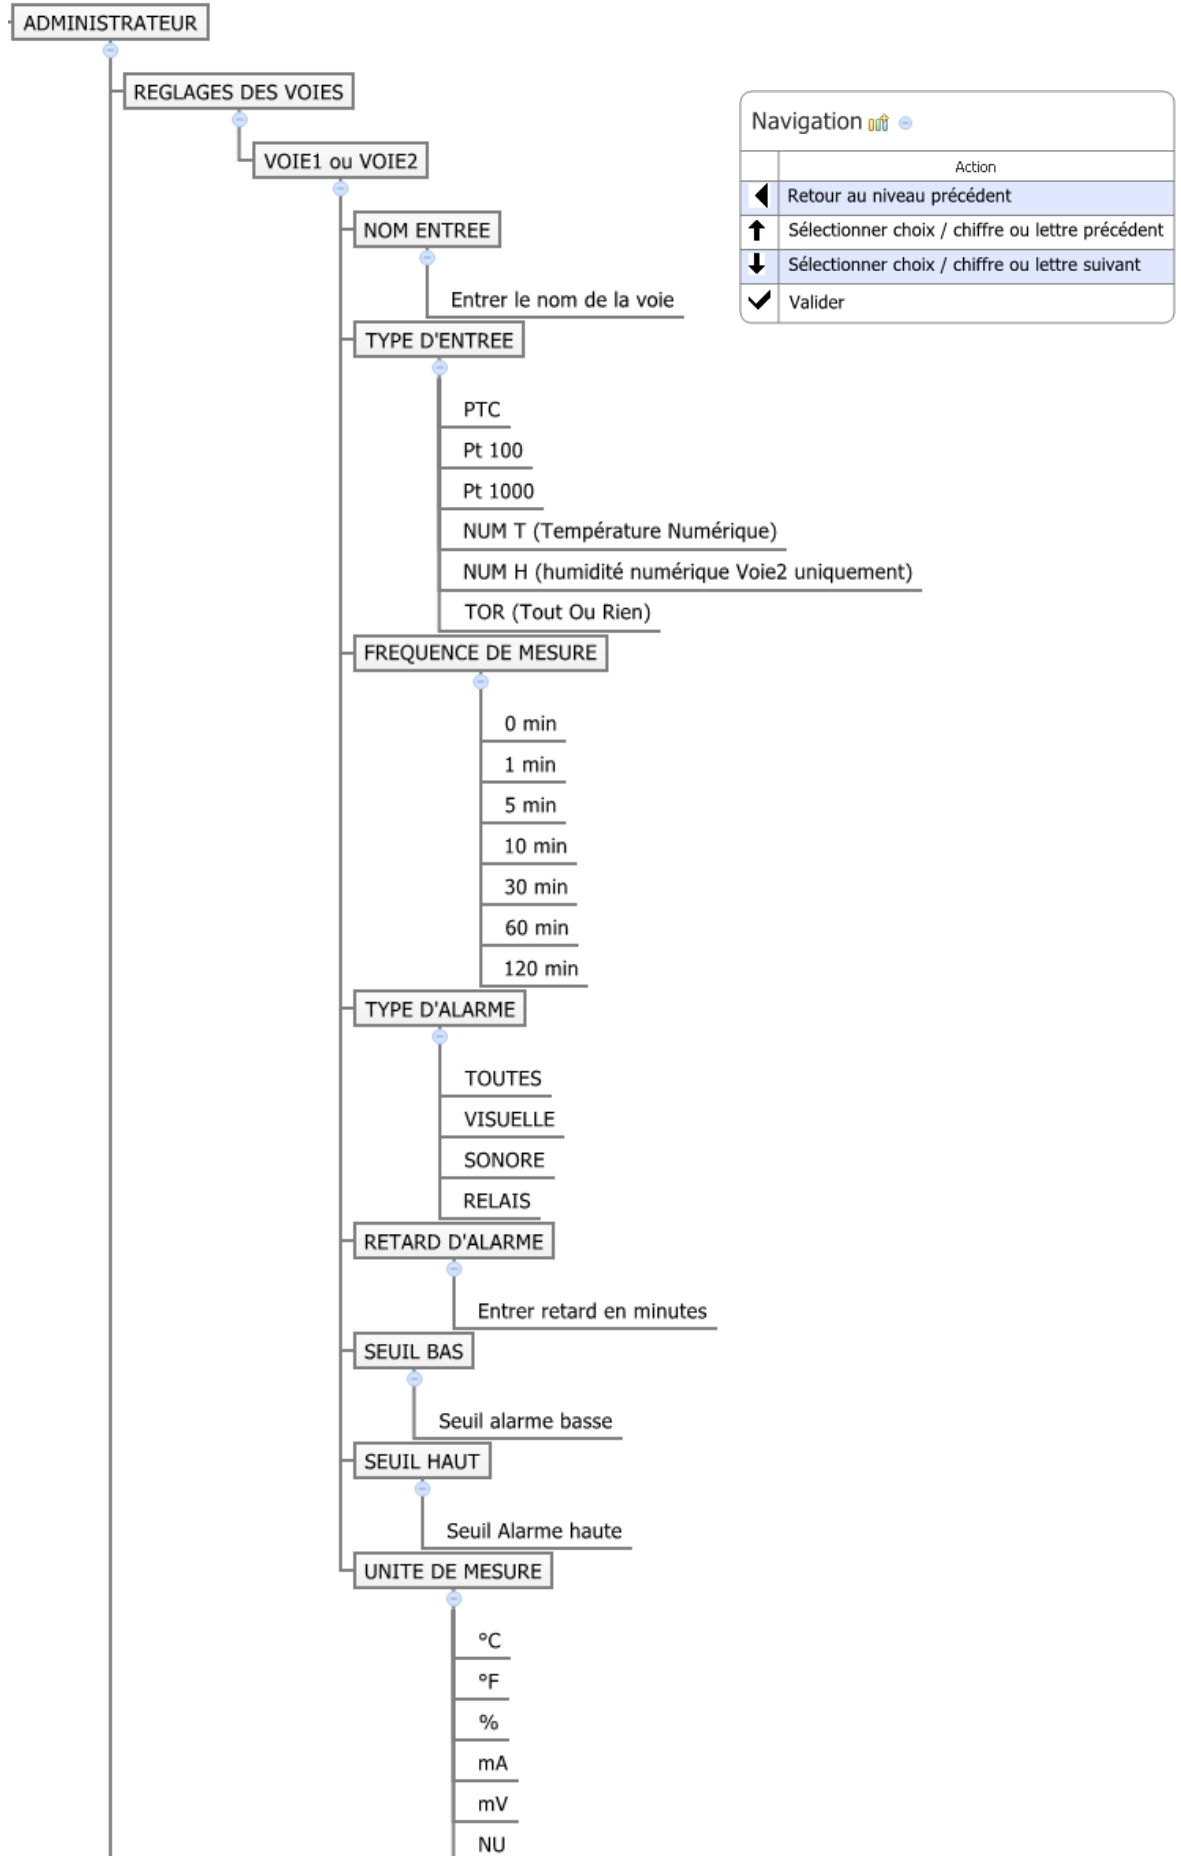 ADMINISTRATEUR
REGLAGES DES VOIES
VOIE1 ou VOIE2
NOM ENTREE
Entrer le nom de la voie
TYPE D'ENTREE
PTC
Pt 100
Pt 1000
NUM T (Température Numérique)
NUM H (humidité numérique Voie2 uniquement)
TOR (Tout Ou Rien)
FREQUENCE DE MESURE
0 min
1 min
5 min
10 min
30 min
60 min
120 min
TYPE D'ALARME
TOUTES
VISUELLE
SONORE
RELAIS
RETARD D'ALARME
Entrer retard en minutes
SEUIL BAS
Seuil alarme basse
SEUIL HAUT
Seuil Alarme haute
UNITE DE MESURE
°C
°F
%
mA
mV
NU
Navigation
Action
Retour au niveau précédent
Sélectionner choix / chiffre ou lettre précédent
Sélectionner choix / chiffre ou lettre suivant
Valider